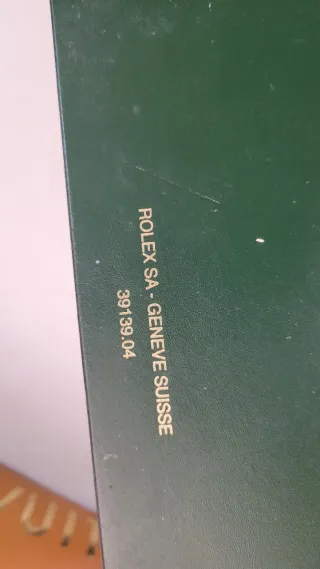 ROLEX SA - GENEVE SUISSE
39139.04